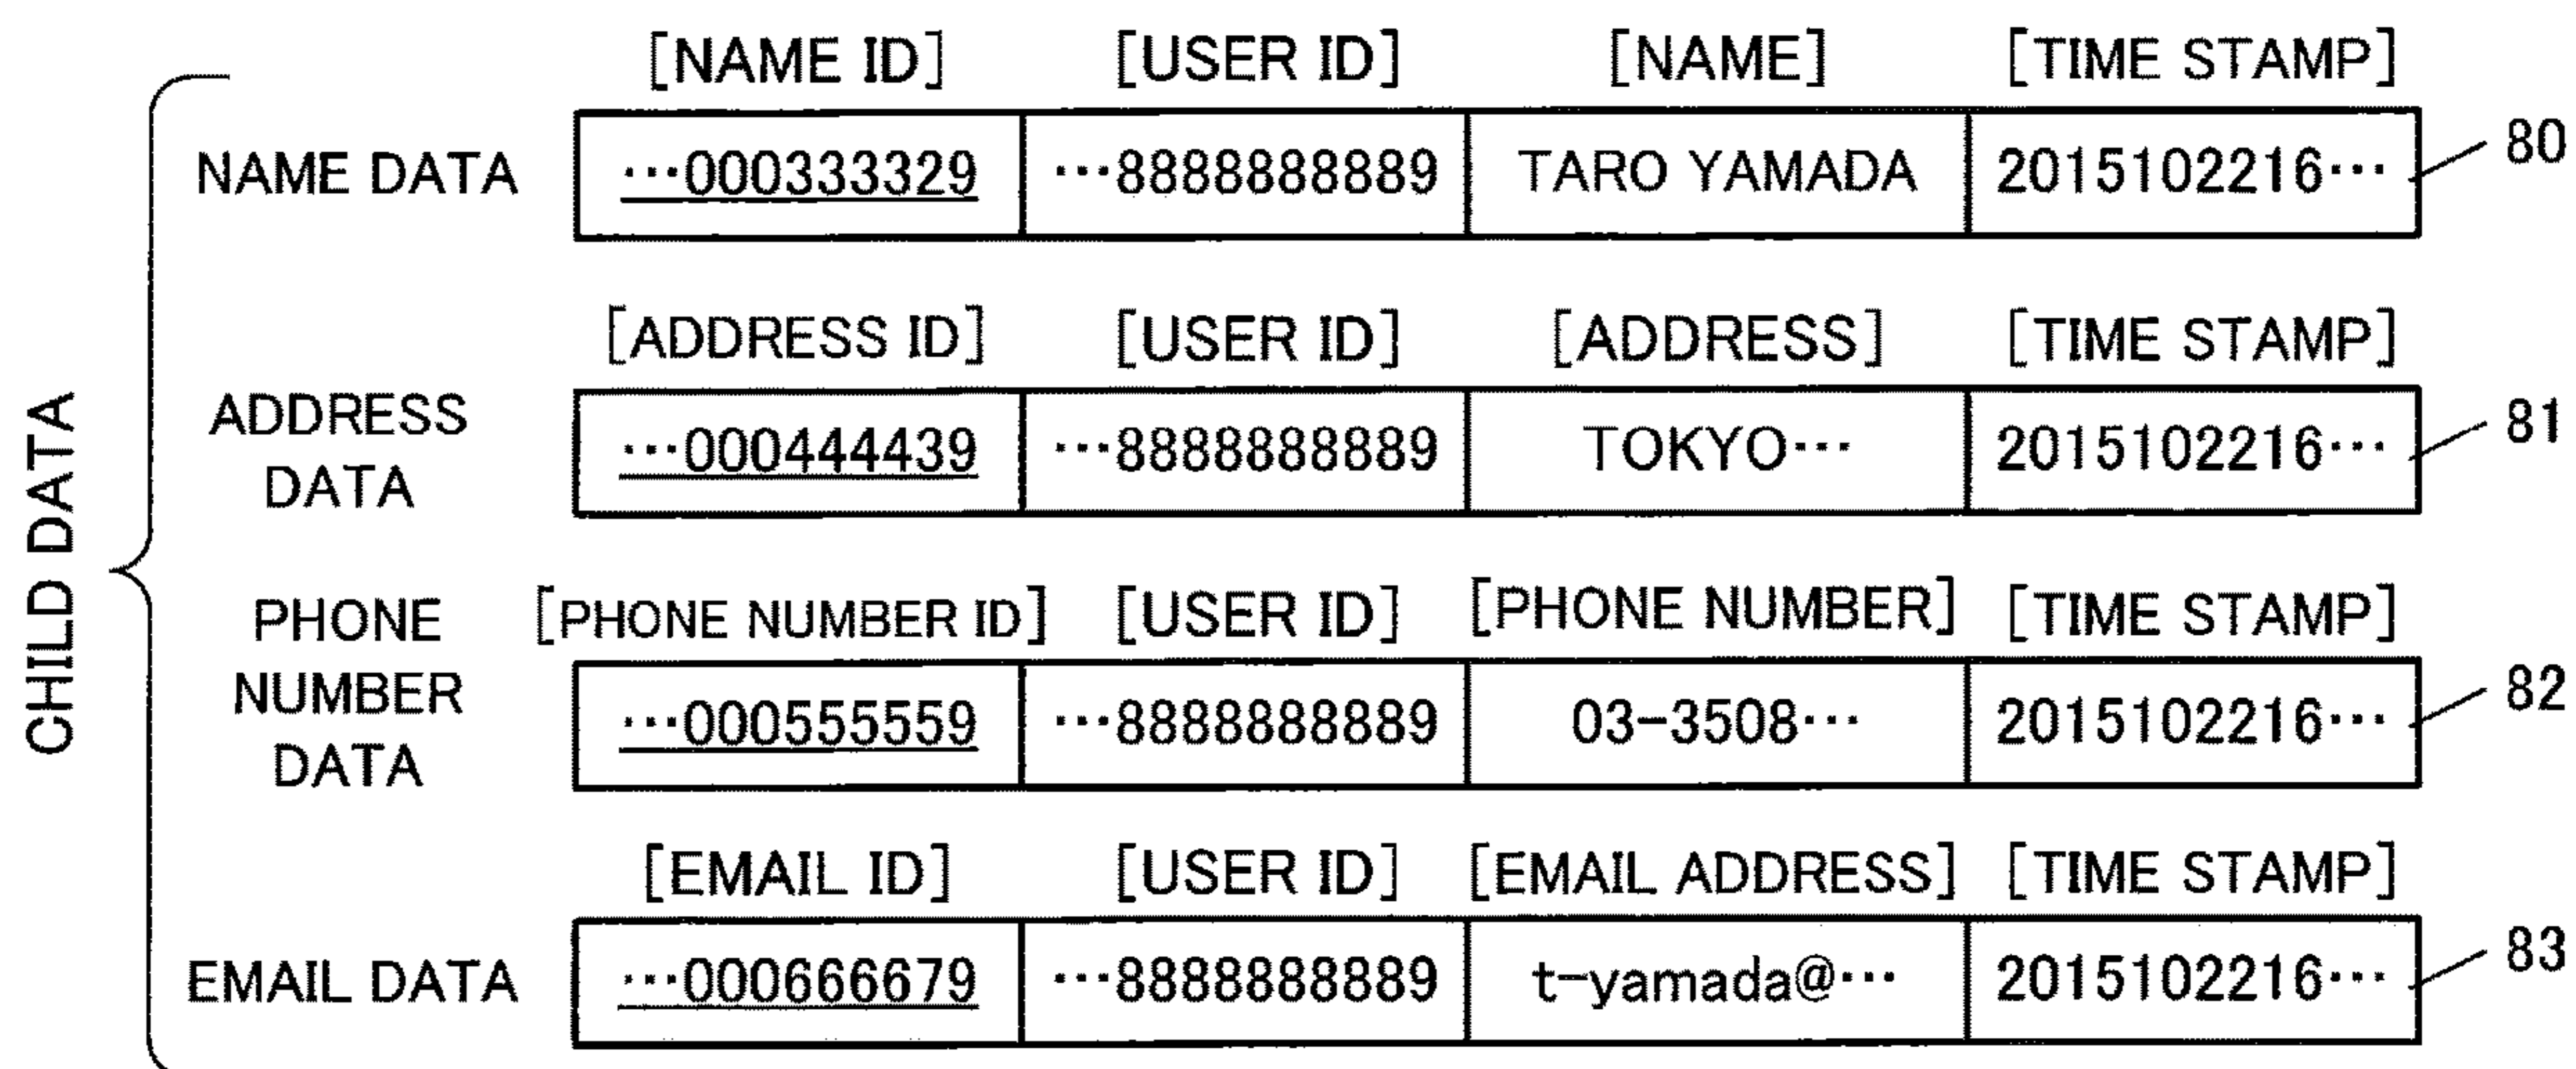 CHILD DATA
[NAME ID] [USER ID] [NAME] [TIME STAMP]
NAME DATA …000333329 …8888888889 TARO YAMADA 2015102216… 80
[ADDRESS ID] [USER ID] [ADDRESS] [TIME STAMP]
ADDRESS
DATA
…000444439 …8888888889 TOKYO… 2015102216… 81
[PHONE NUMBER ID] [USER ID] [PHONE NUMBER] [TIME STAMP]
PHONE
NUMBER
DATA
…000555559 …8888888889 03-3508… 2015102216… 82
[EMAIL ID] [USER ID] [EMAIL ADDRESS] [TIME STAMP]
EMAIL DATA …000666679 …8888888889 t-yamada@… 2015102216… 83